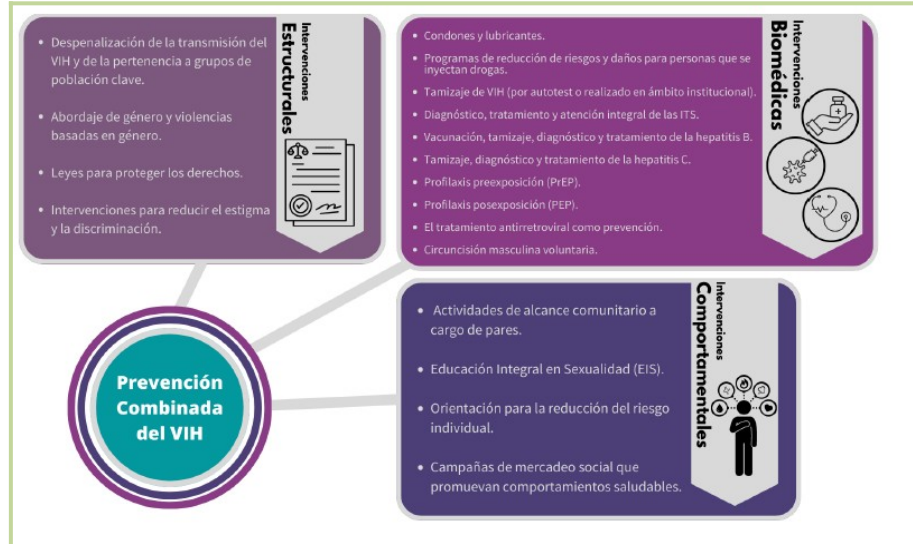 Intervenciones
Estructurales
• Despenalización de la transmisión del
VIH y de la pertenencia a grupos de
población clave.
• Abordaje de género y violencias
basadas en género.
• Leyes para proteger los derechos.
• Intervenciones para reducir el estigma
y la discriminación.
Intervenciones
Biomédicas
• Condones y lubricantes.
• Programas de reducción de riesgos y daños para personas que se
inyectan drogas.
• Tamizaje de VIH (por autotest o realizado en ámbito institucional).
• Diagnóstico, tratamiento y atención integral de las ITS.
• Vacunación, tamizaje, diagnóstico y tratamiento de la hepatitis B.
• Tamizaje, diagnóstico y tratamiento de la hepatitis C.
• Profilaxis preexposición (PrEP).
• Profilaxis posexposición (PEP).
• El tratamiento antirretroviral como prevención.
• Circuncisión masculina voluntaria.
Prevención
Combinada
del VIH
Intervenciones
Comportamentales
• Actividades de alcance comunitario a
cargo de pares.
• Educación Integral en Sexualidad (EIS).
• Orientación para la reducción del riesgo
individual.
• Campañas de mercadeo social que
promuevan comportamientos saludables.